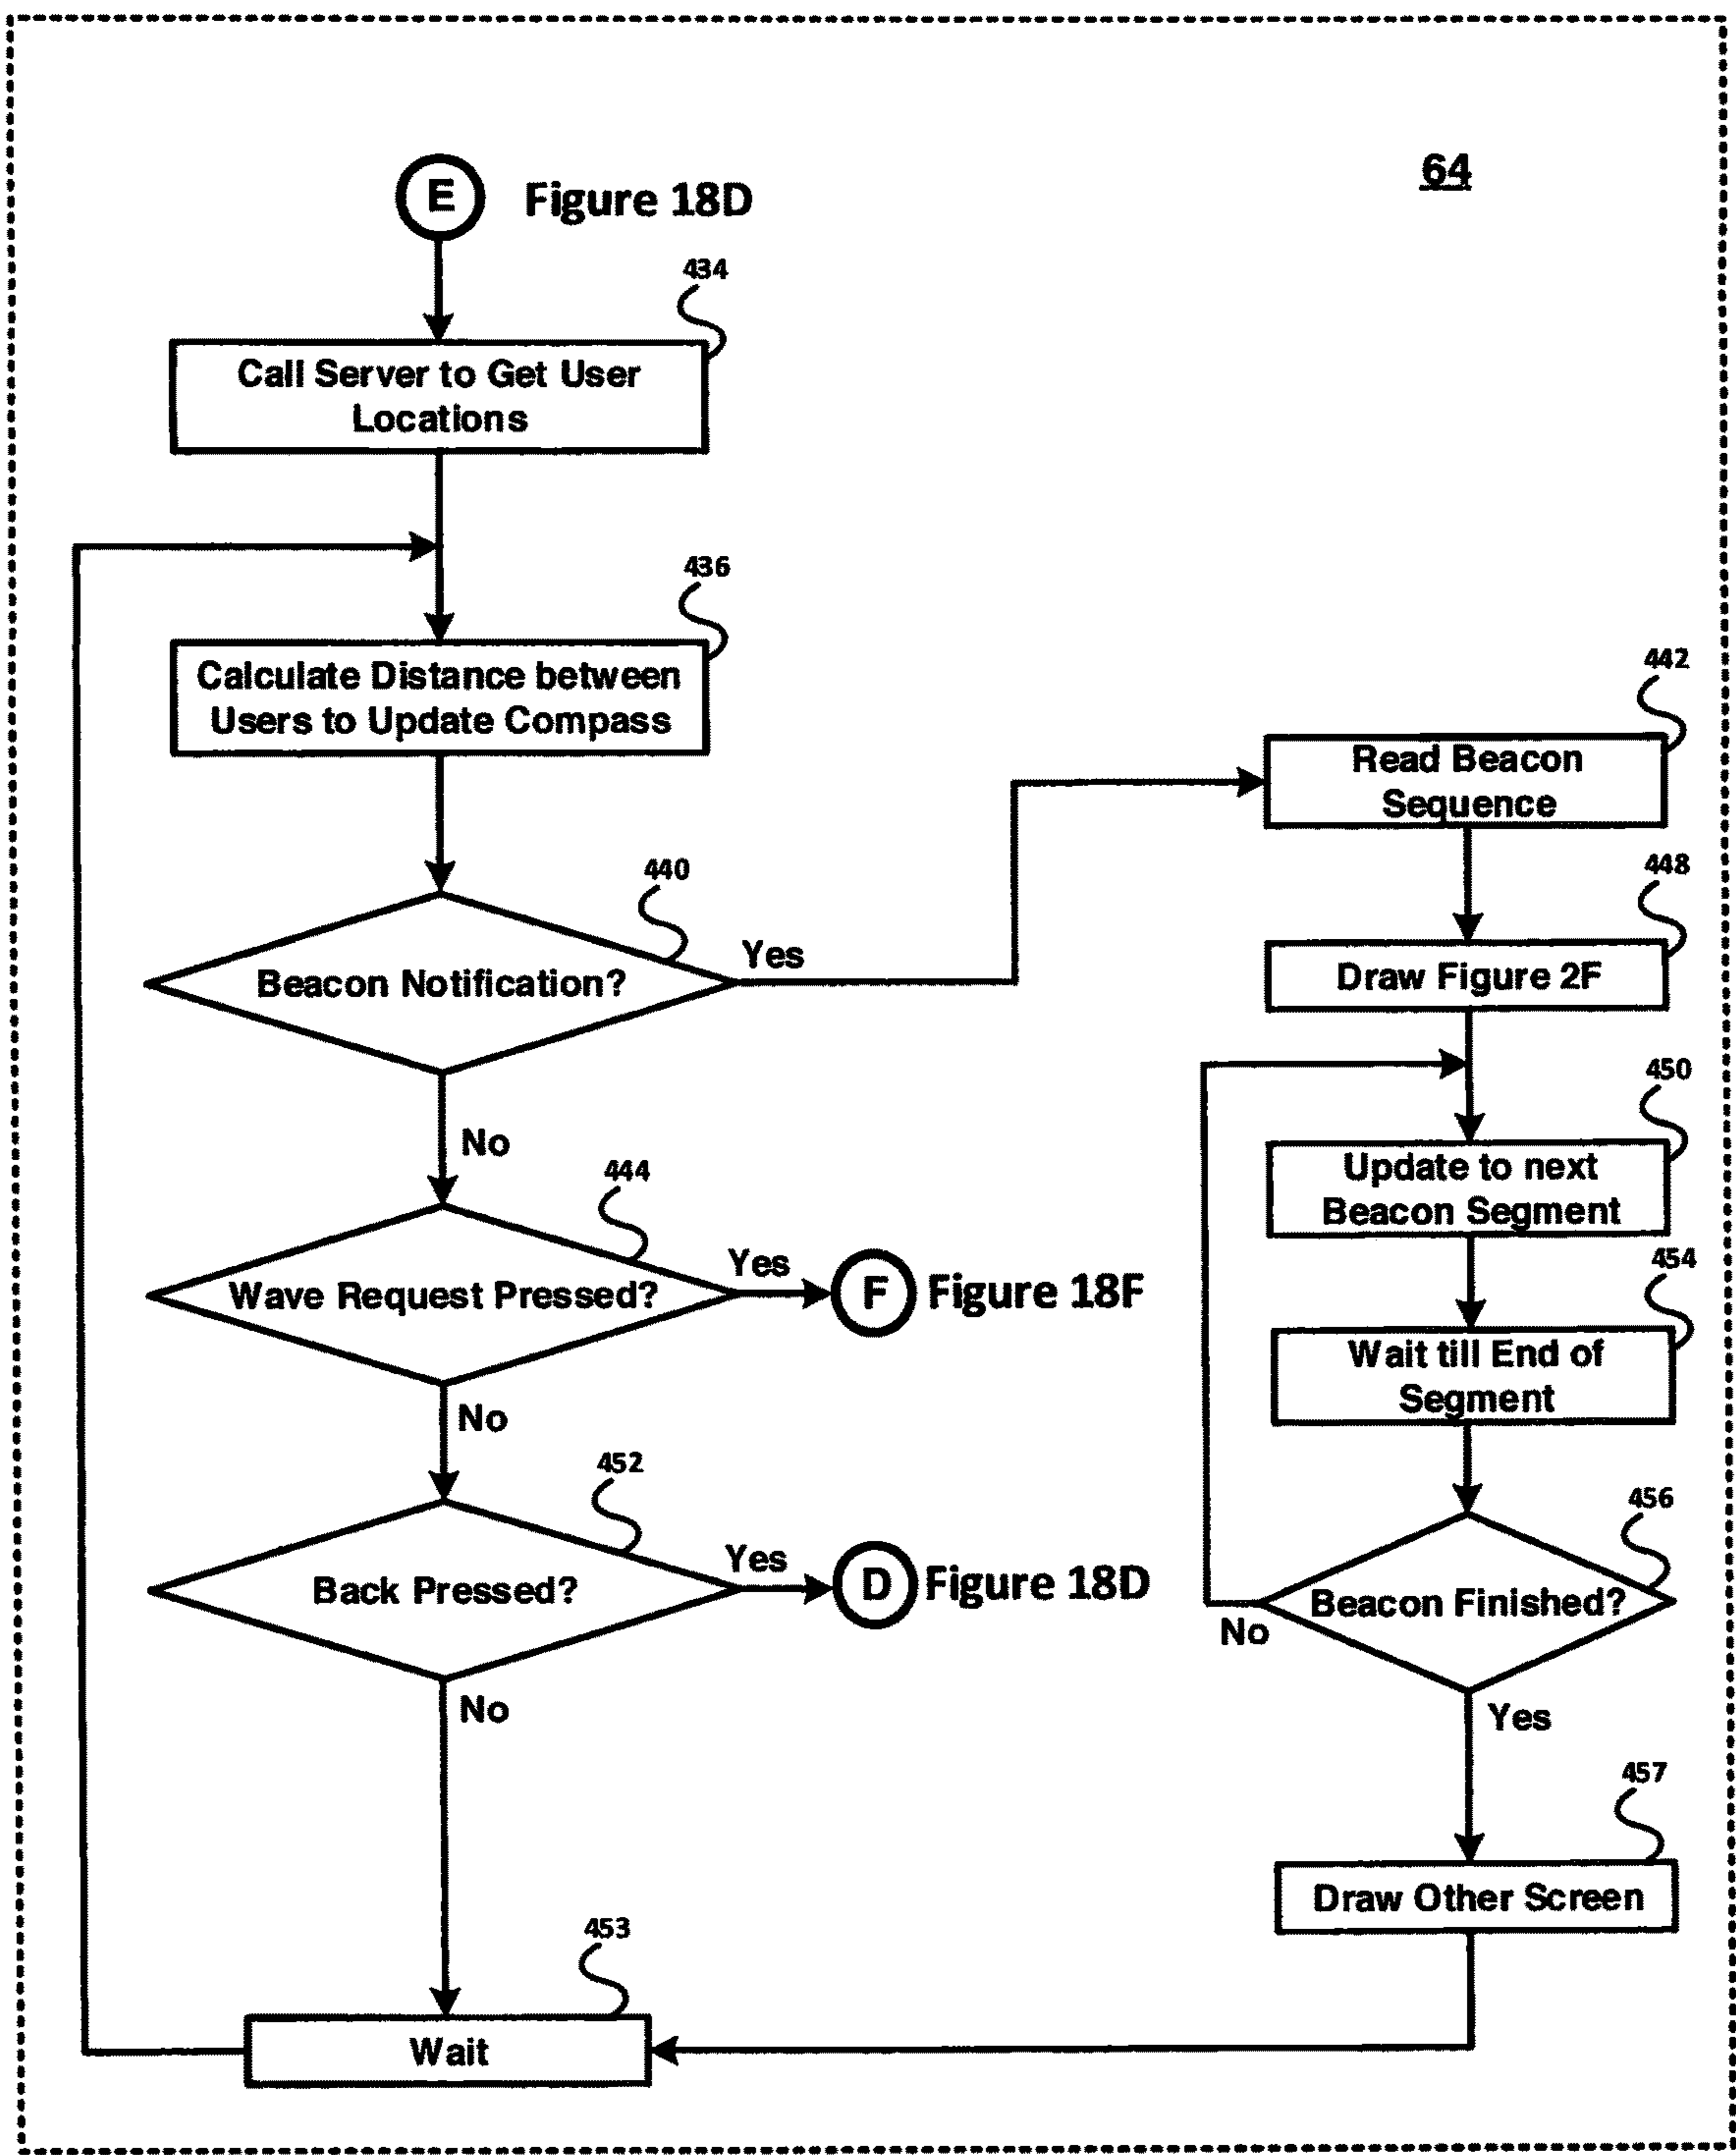 64
E Figure 18D
434
Call Server to Get User
Locations
436
Calculate Distance between
Users to Update Compass
440
Beacon Notification?
Yes
No
442
Read Beacon
Sequence
448
Draw Figure 2F
450
Update to next
Beacon Segment
454
Wait till End of
Segment
456
Beacon Finished?
No
Yes
457
Draw Other Screen
444
Wave Request Pressed?
Yes
F Figure 18F
No
452
Back Pressed?
Yes
D Figure 18D
No
453
Wait